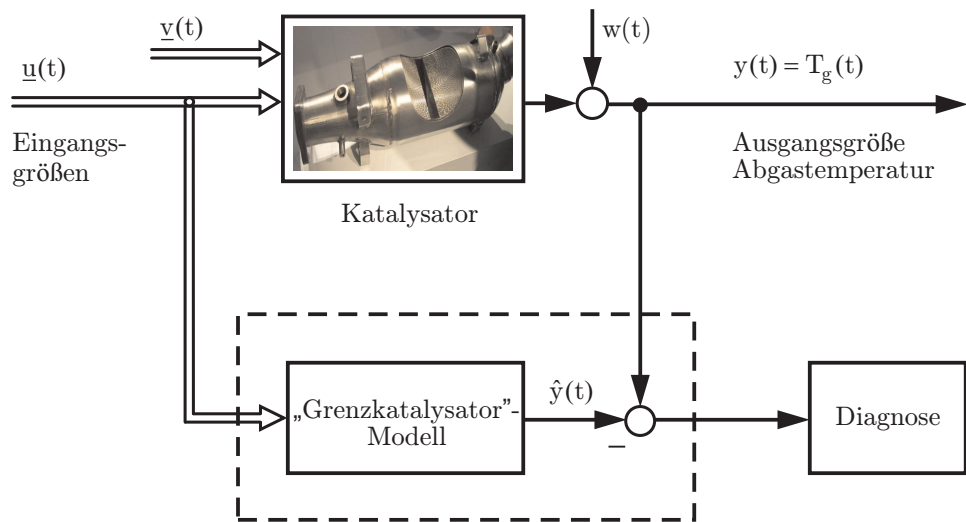 v(t)
w(t)
u(t)
y(t) = T_g(t)
Eingangs-
größen
Ausgangsgröße
Abgastemperatur
Katalysator
„Grenzkatalysator”-
Modell
ŷ(t)
–
Diagnose